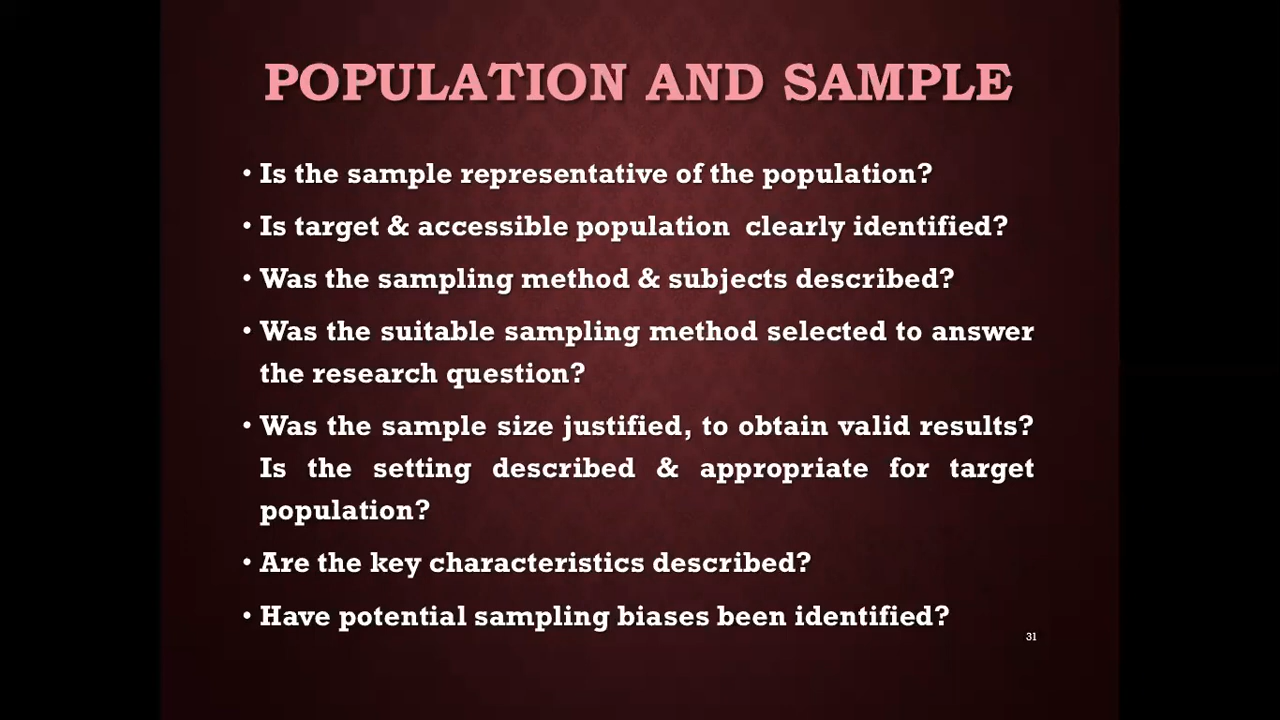 POPULATION AND SAMPLE
• Is the sample representative of the population?
• Is target & accessible population clearly identified?
• Was the sampling method & subjects described?
• Was the suitable sampling method selected to answer
the research question?
• Was the sample size justified, to obtain valid results?
Is the setting described & appropriate for target
population?
• Are the key characteristics described?
• Have potential sampling biases been identified?
31